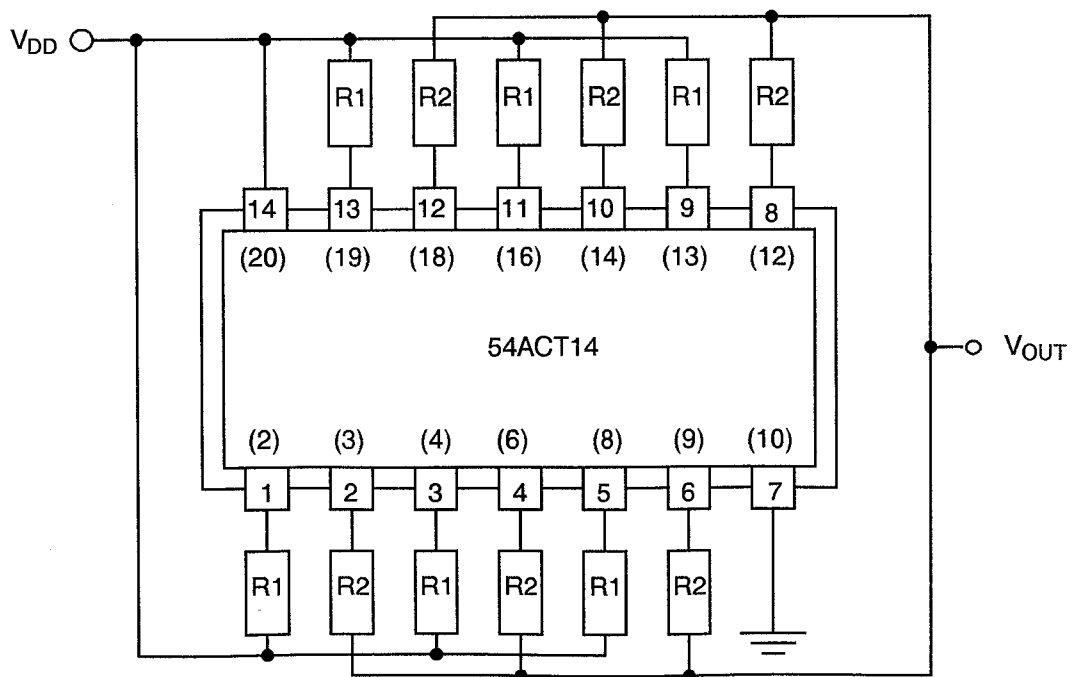 V_DD
R1 R2 R1 R2 R1 R2
14 13 12 11 10 9 8
(20) (19) (18) (16) (14) (13) (12)
54ACT14
V_OUT
(2) (3) (4) (6) (8) (9) (10)
1 2 3 4 5 6 7
R1 R2 R1 R2 R1 R2